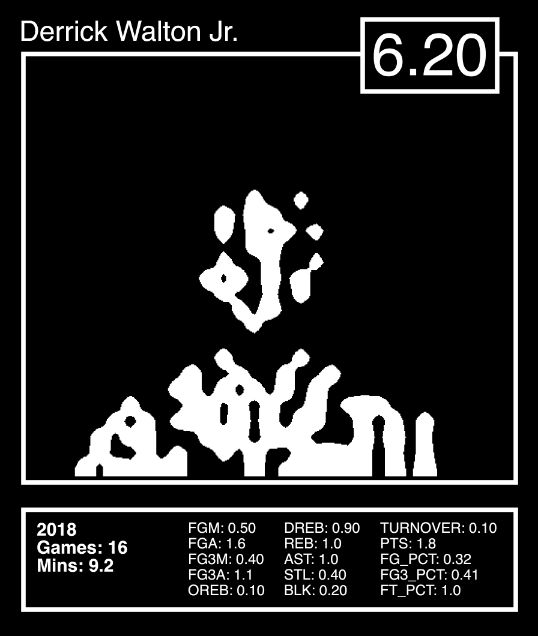 Derrick Walton Jr.
6.20
2018
Games: 16
Mins: 9.2
FGM: 0.50
FGA: 1.6
FG3M: 0.40
FG3A: 1.1
OREB: 0.10
DREB: 0.90
REB: 1.0
AST: 1.0
STL: 0.40
BLK: 0.20
TURNOVER: 0.10
PTS: 1.8
FG_PCT: 0.32
FG3_PCT: 0.41
FT_PCT: 1.0